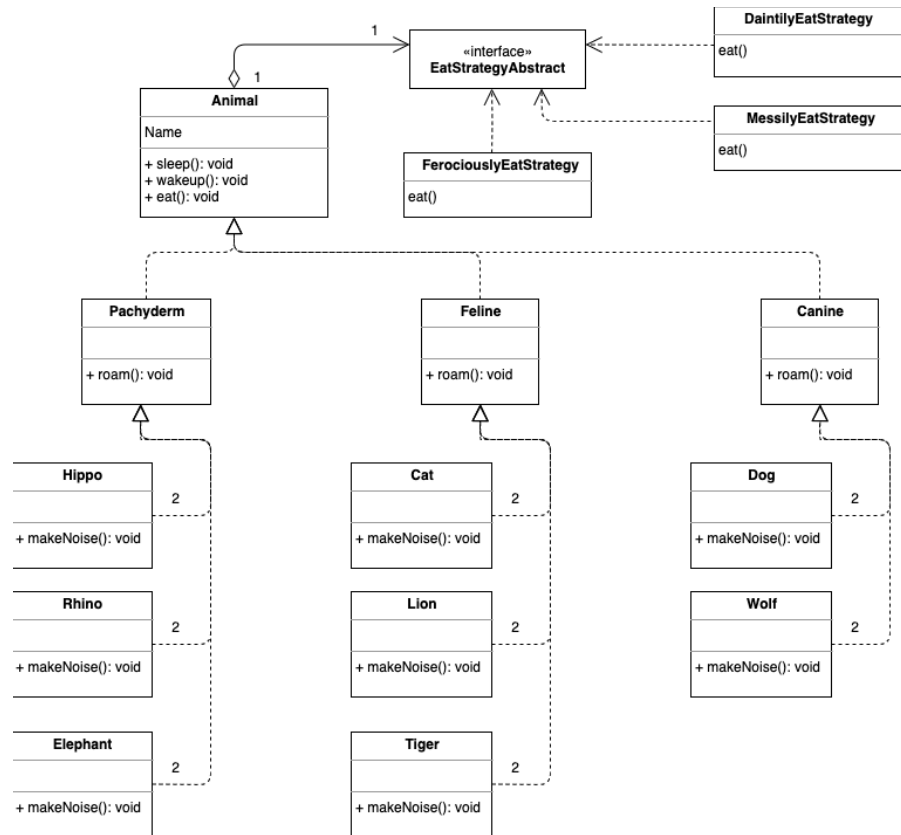 DaintilyEatStrategy
eat()
1
«interface»
EatStrategyAbstract
1
Animal
Name
+ sleep(): void
+ wakeup(): void
+ eat(): void
MessilyEatStrategy
eat()
FerociouslyEatStrategy
eat()
Pachyderm
+ roam(): void
Feline
+ roam(): void
Canine
+ roam(): void
Hippo
2
+ makeNoise(): void
Cat
2
+ makeNoise(): void
Dog
2
+ makeNoise(): void
Rhino
2
+ makeNoise(): void
Lion
2
+ makeNoise(): void
Wolf
2
+ makeNoise(): void
Elephant
2
+ makeNoise(): void
Tiger
2
+ makeNoise(): void